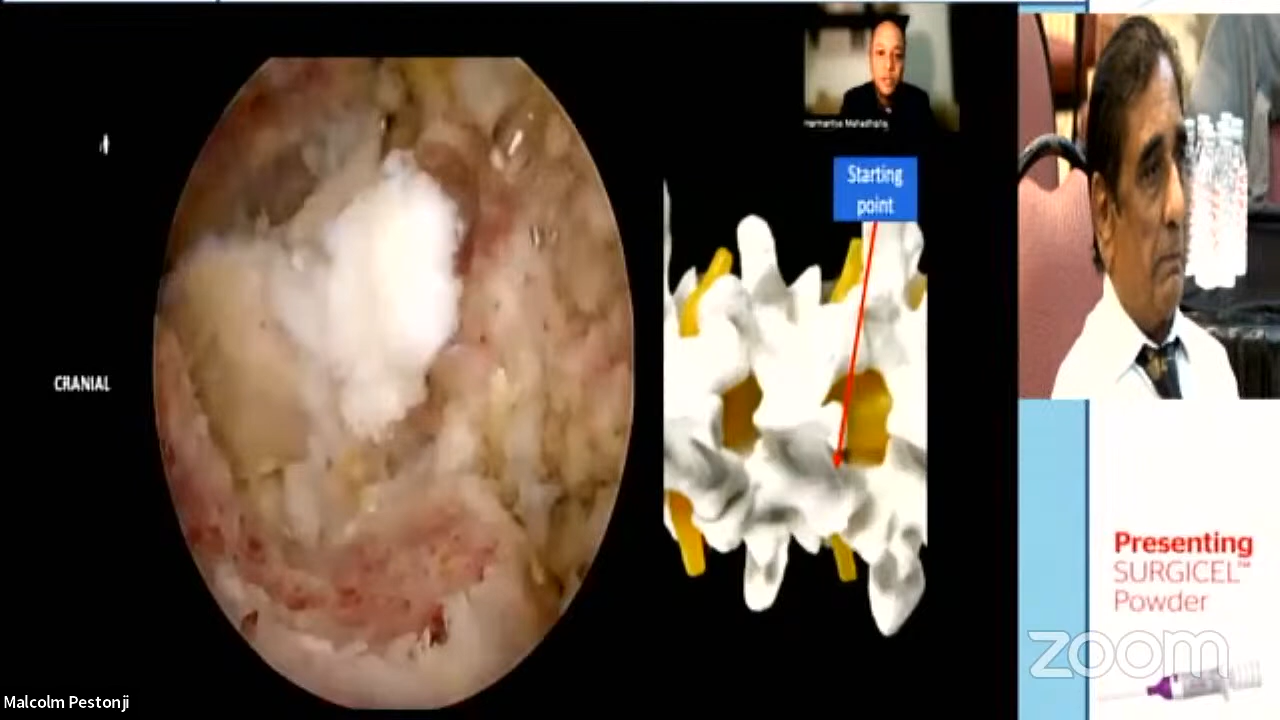 Starting
point
CRANIAL
Presenting
SURGICEL™
Powder
zoom
Malcolm Pestonji